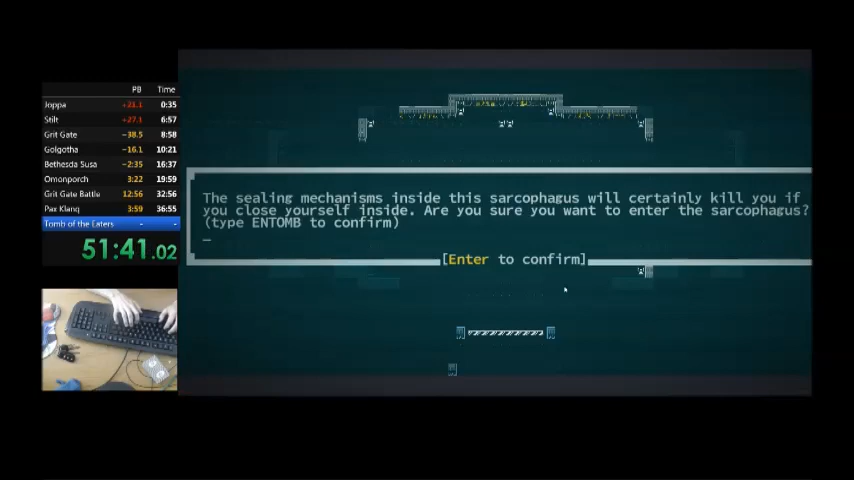 PB Time
Joppa +31.1 0:35
Stilt +27.1 6:57
Grit Gate -38.5 8:58
Golgotha -16.1 10:21
Bethesda Susa -2:35 16:37
Omonporch 3:22 19:59
Grit Gate Battle 12:56 32:56
Pax Klanq 3:59 36:55
Tomb of the Eaters - -
51:41.02
The sealing mechanisms inside this sarcophagus will certainly kill you if
you close yourself inside. Are you sure you want to enter the sarcophagus?
(type ENTOMB to confirm)
_
[Enter to confirm]